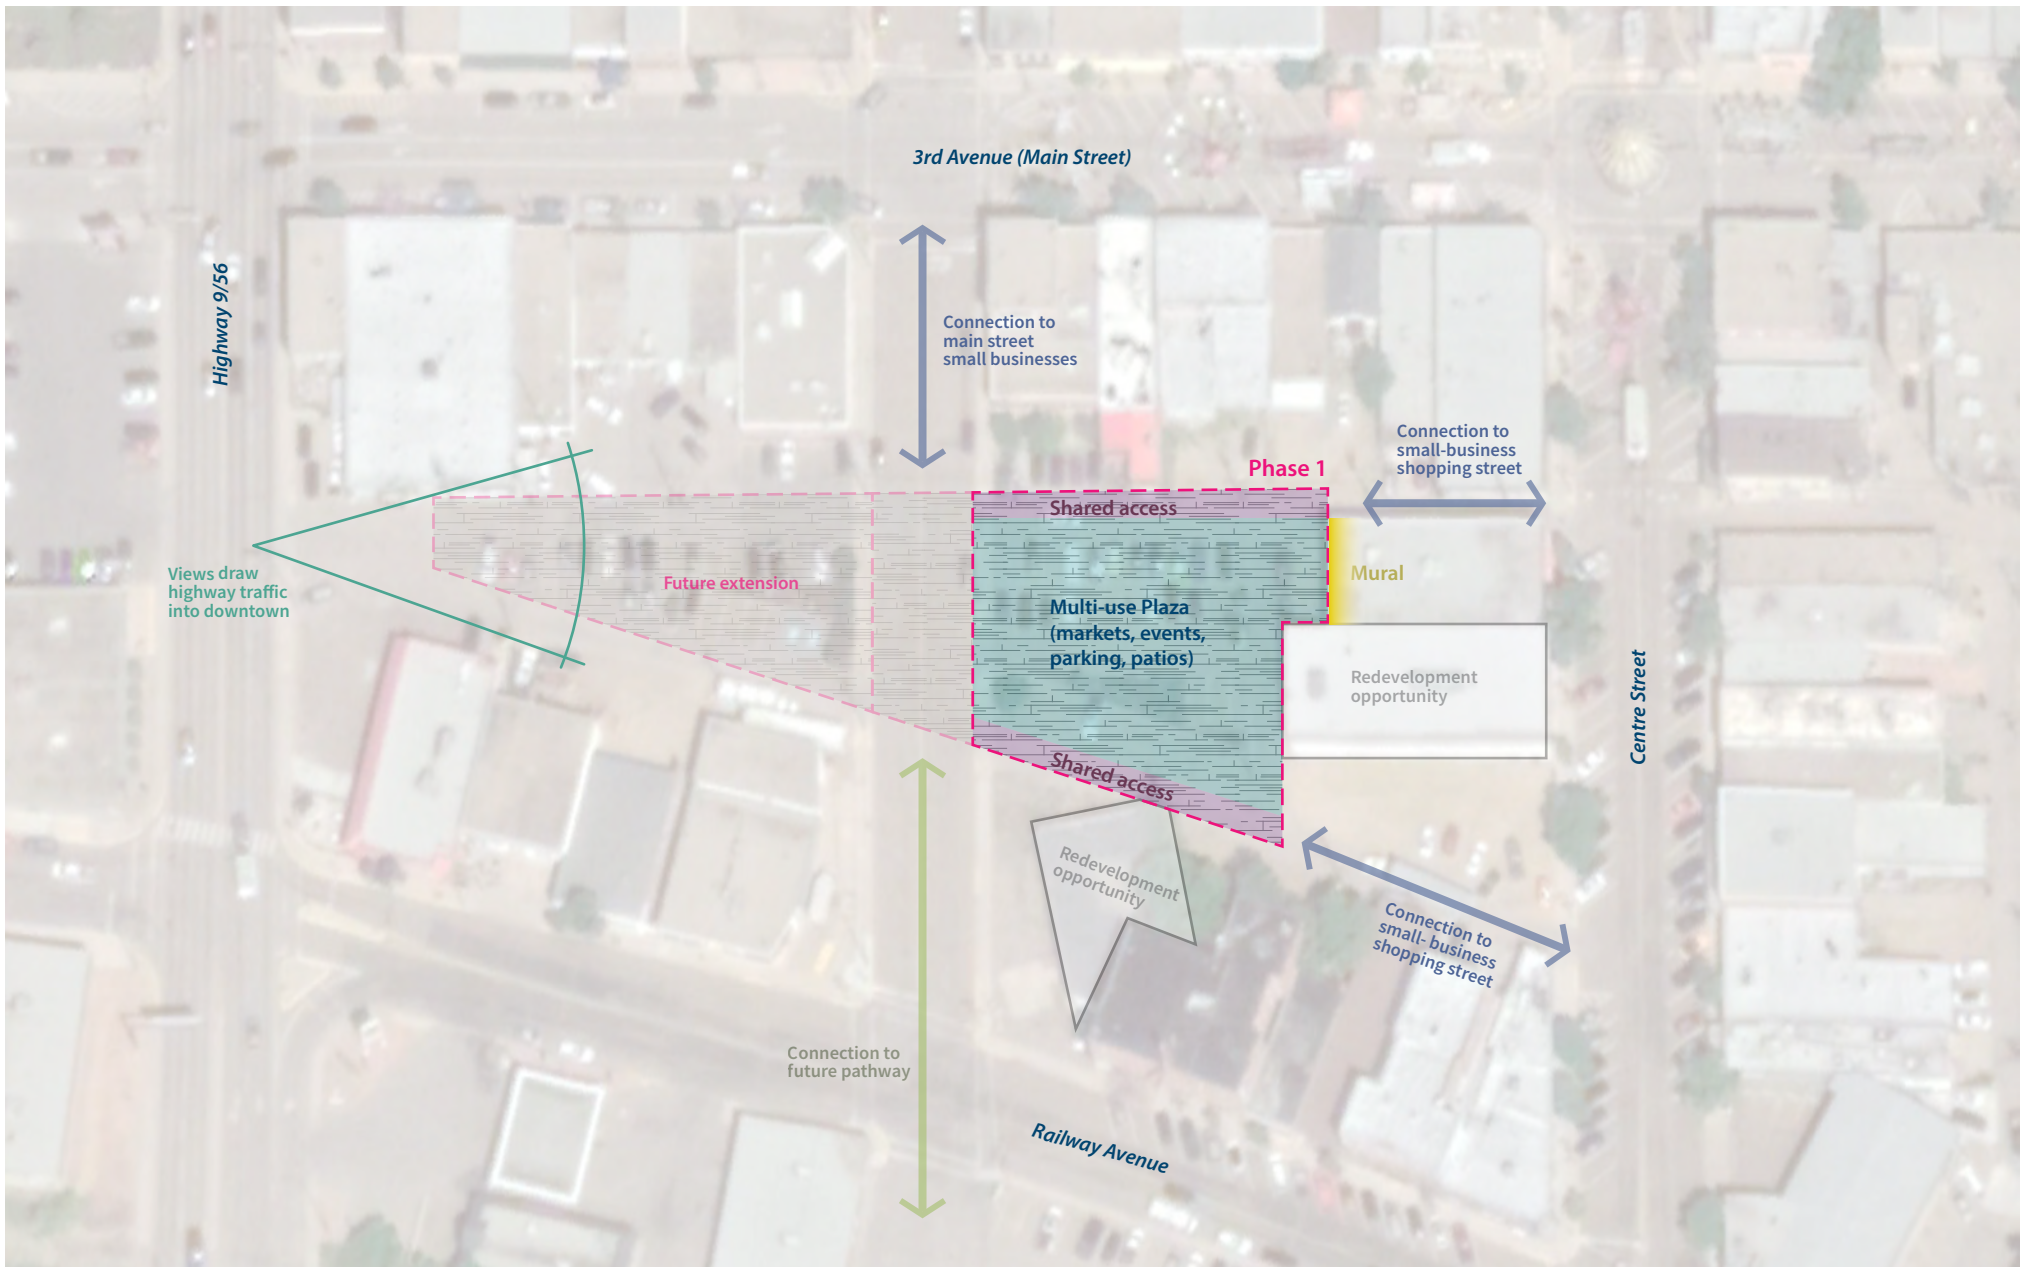 3rd Avenue (Main Street)
Highway 9/56
Connection to
main street
small businesses
Connection to
small-business
shopping street
Phase 1
Shared access
Views draw
highway traffic
into downtown
Future extension
Mural
Multi-use Plaza
(markets, events,
parking, patios)
Redevelopment
opportunity
Centre Street
Shared access
Redevelopment
opportunity
Connection to
small- business
shopping street
Connection to
future pathway
Railway Avenue